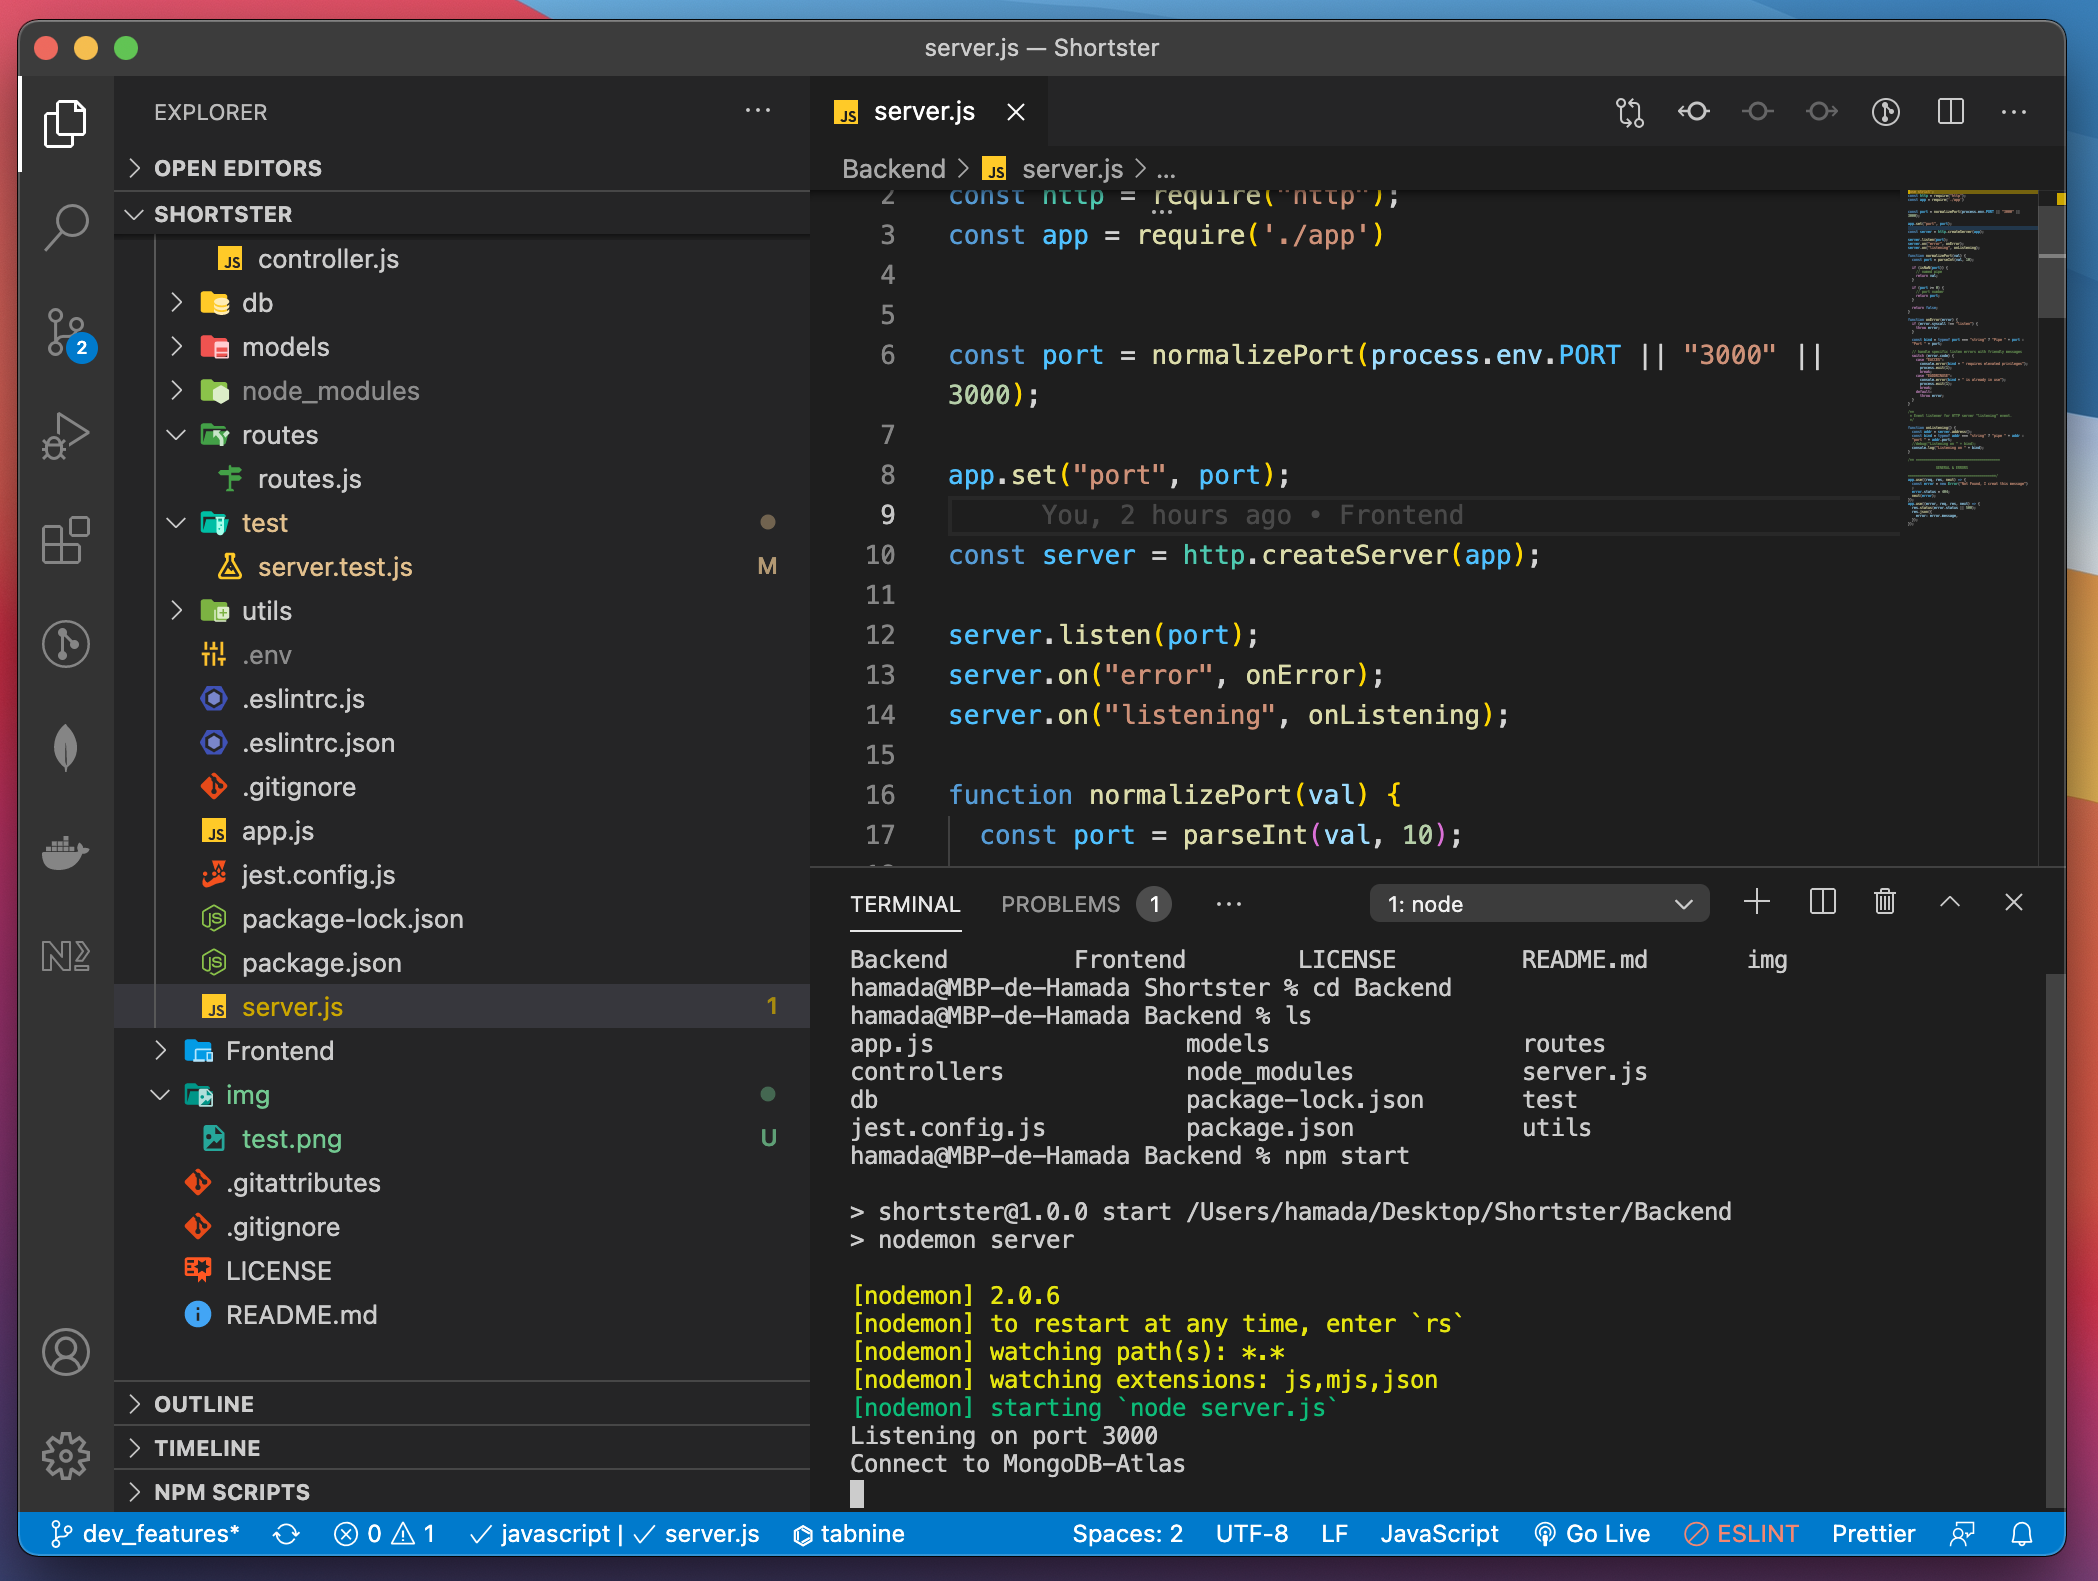 server.js — Shortster
EXPLORER
OPEN EDITORS
SHORTSTER
JS controller.js
db
models
node_modules
routes
routes.js
test
server.test.js M
utils
.env
.eslintrc.js
.eslintrc.json
.gitignore
JS app.js
jest.config.js
package-lock.json
package.json
JS server.js 1
Frontend
img
test.png U
.gitattributes
.gitignore
LICENSE
README.md
OUTLINE
TIMELINE
NPM SCRIPTS
2
JS server.js
Backend > JS server.js > ...
2 const http = require("http");
3 const app = require('./app')
4
5
6 const port = normalizePort(process.env.PORT || "3000" ||
3000);
7
8 app.set("port", port);
9 You, 2 hours ago • Frontend
10 const server = http.createServer(app);
11
12 server.listen(port);
13 server.on("error", onError);
14 server.on("listening", onListening);
15
16 function normalizePort(val) {
17 const port = parseInt(val, 10);
TERMINAL PROBLEMS 1 ··· 1: node
Backend Frontend LICENSE README.md img
hamada@MBP-de-Hamada Shortster % cd Backend
hamada@MBP-de-Hamada Backend % ls
app.js models routes
controllers node_modules server.js
db package-lock.json test
jest.config.js package.json utils
hamada@MBP-de-Hamada Backend % npm start
> shortster@1.0.0 start /Users/hamada/Desktop/Shortster/Backend
> nodemon server
[nodemon] 2.0.6
[nodemon] to restart at any time, enter `rs`
[nodemon] watching path(s): *.*
[nodemon] watching extensions: js,mjs,json
[nodemon] starting `node server.js`
Listening on port 3000
Connect to MongoDB-Atlas
dev_features* 0 1 javascript | server.js tabnine Spaces: 2 UTF-8 LF JavaScript Go Live ESLINT Prettier